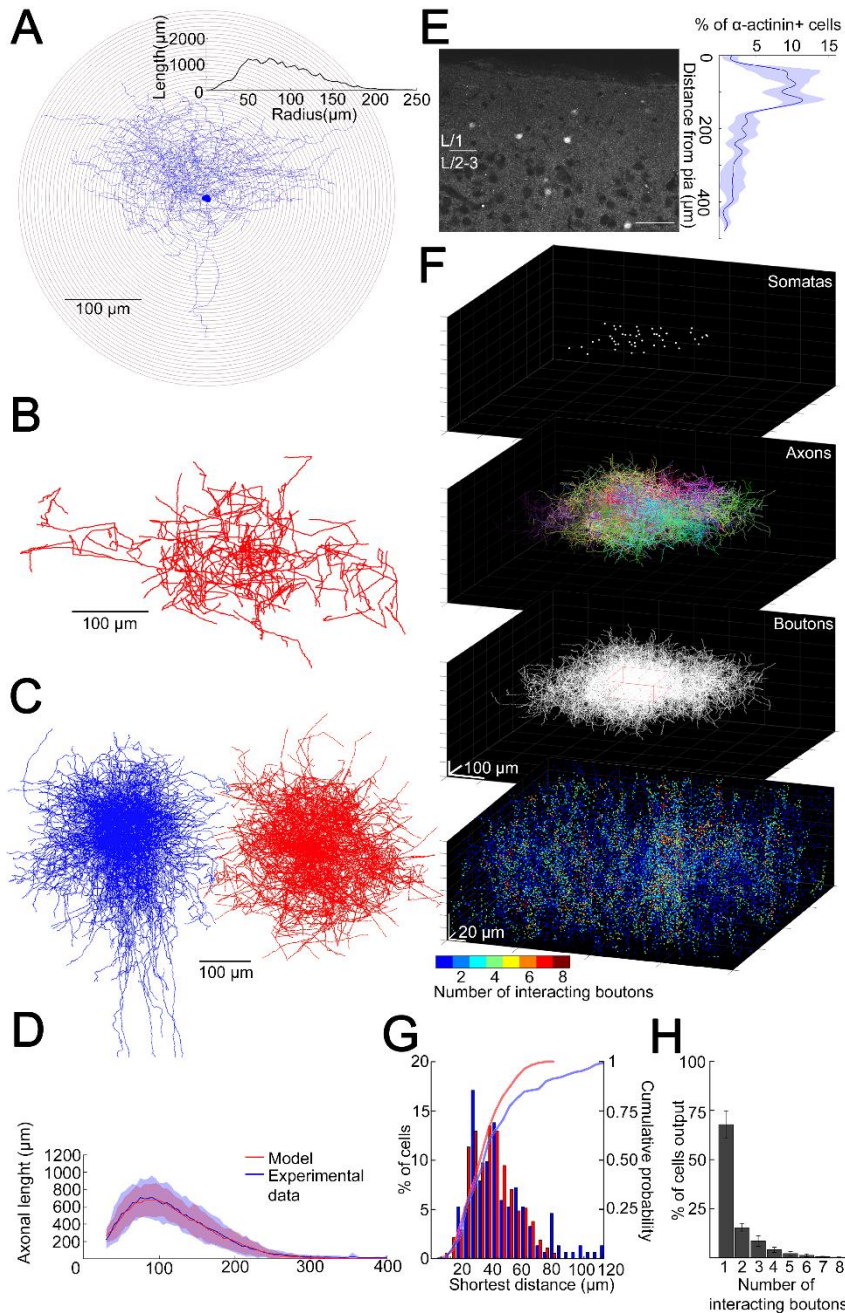 A
Length(µm)
2000
1000
0
50
100
150
200
250
Radius(µm)
100 µm
E
L/1
L/2-3
% of α-actinin+ cells
5
10
15
0
200
400
Distance from pia (µm)
B
100 µm
C
100 µm
F
Somatas
Axons
Boutons
100 µm
20 µm
2 4 6 8
Number of interacting boutons
D
Axonal lenght (µm)
1200
1000
800
600
400
200
0
100
200
300
400
Model
Experimental
data
G
% of cells
20
15
10
5
0
0 20 40 60 80 100 120
Shortest distance (µm)
1
0.75
0.50
0.25
Cumulative probability
H
% of cells output
100
75
50
25
0
1 2 3 4 5 6 7 8
Number of
interacting boutons